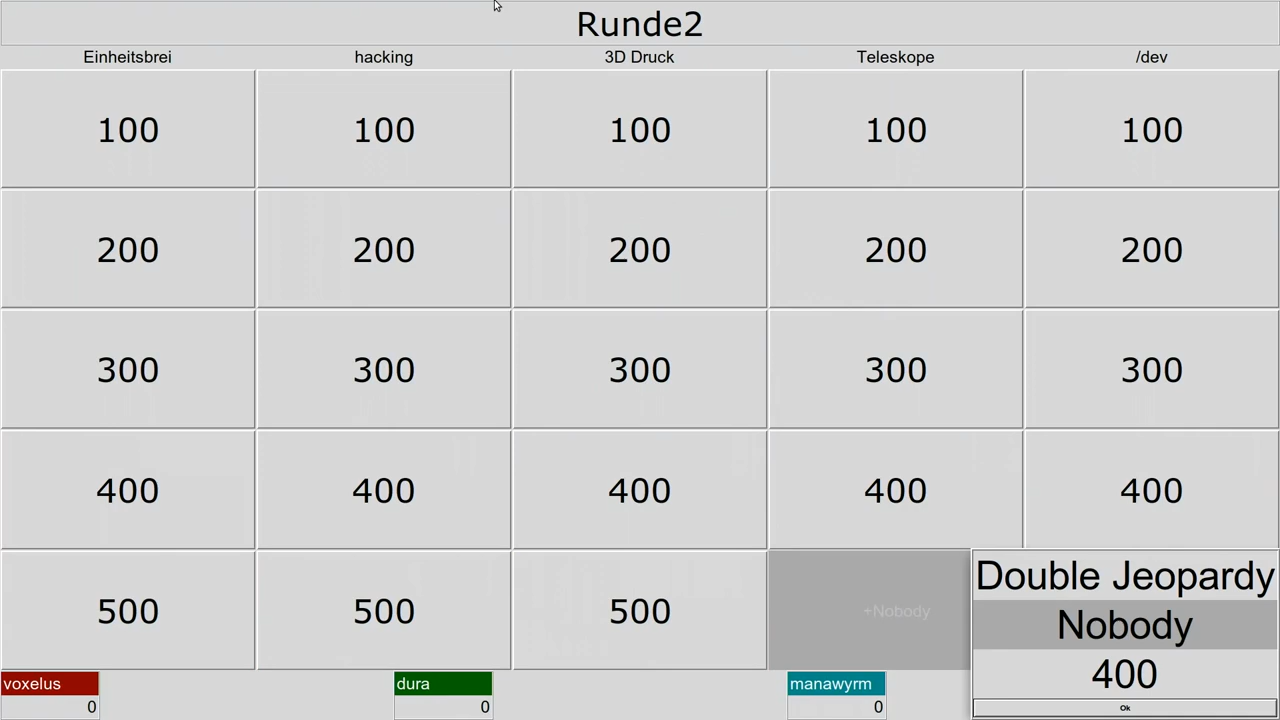 Runde2
Einheitsbrei hacking 3D Druck Teleskope /dev
100 100 100 100 100
200 200 200 200 200
300 300 300 300 300
400 400 400 400 400
500 500 500 +Nobody
Double Jeopardy
Nobody
400
Ok
voxelus dura manawyrm
0 0 0